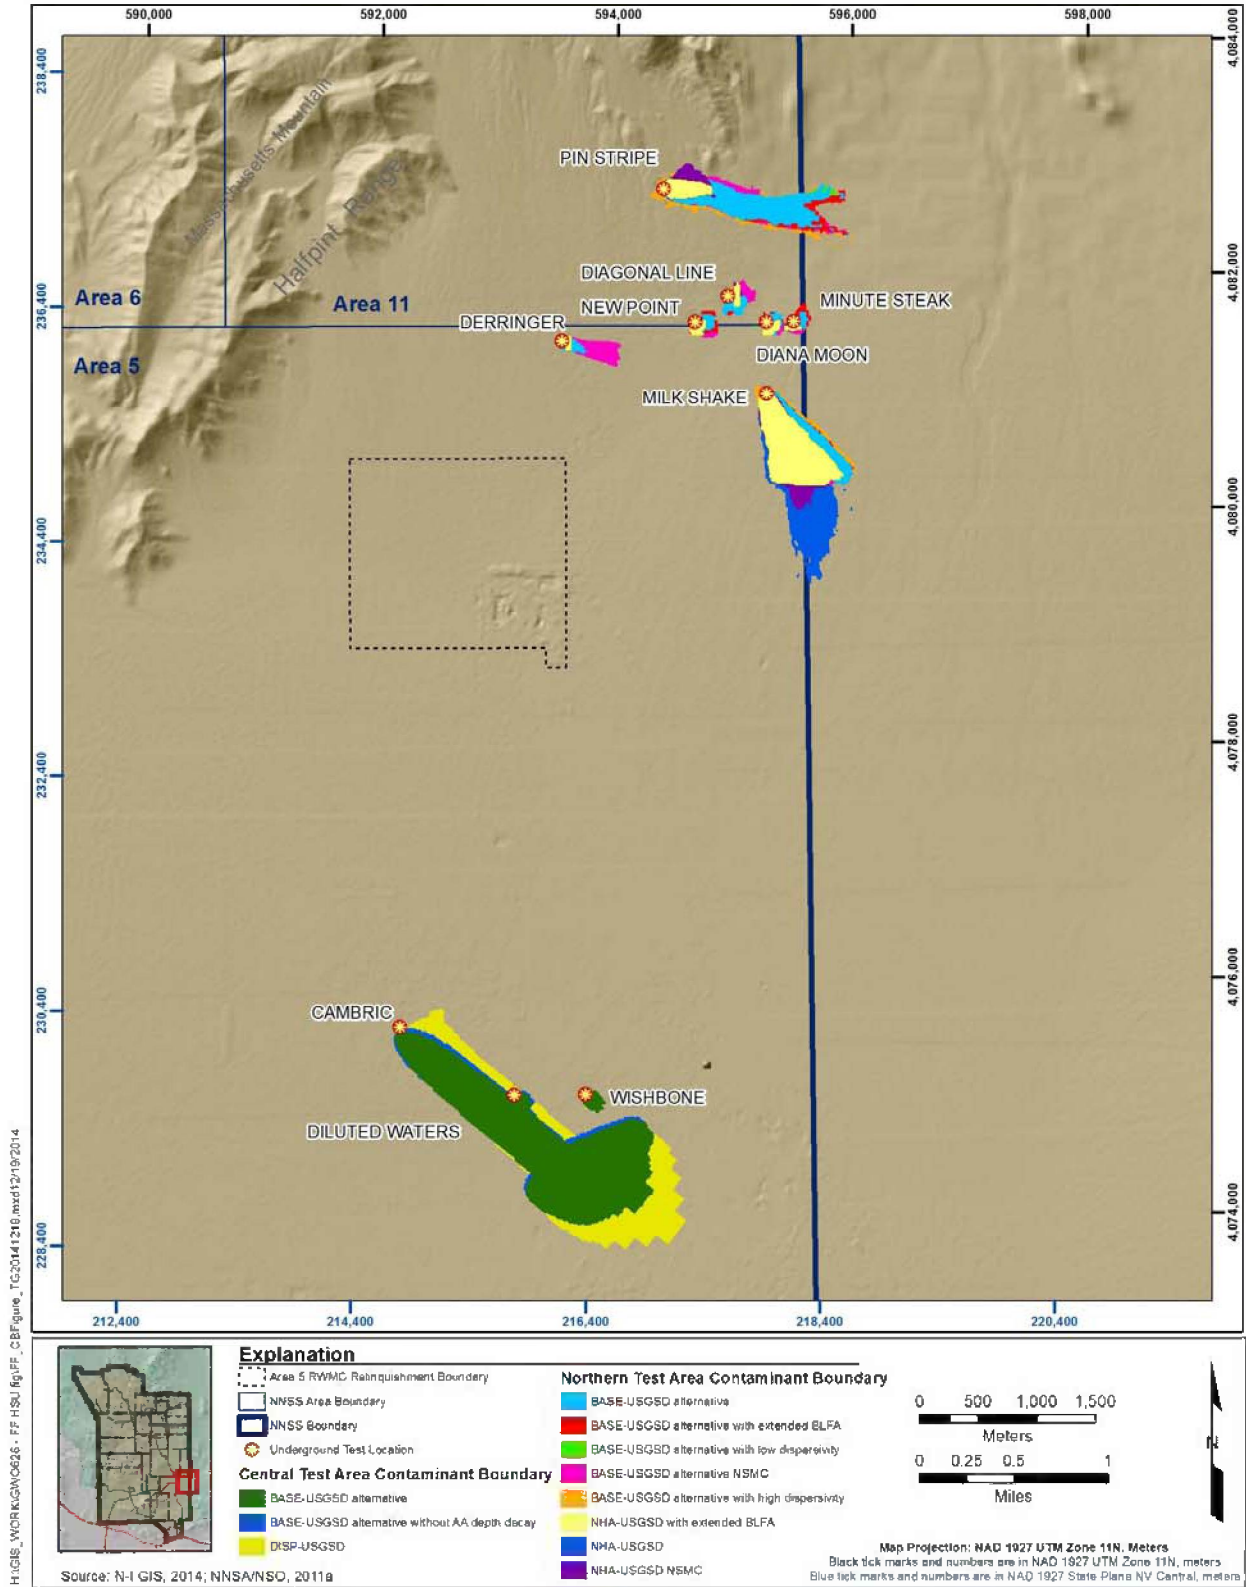 590,000
592,000
594,000
596,000
598,000
4,084,000
238,400
Massachusetts Mountain
Halfpint Range
PIN STRIPE
4,082,000
236,400
Area 6
Area 11
DIAGONAL LINE
NEW POINT
MINUTE STEAK
DERRINGER
DIANA MOON
Area 5
MILK SHAKE
4,080,000
234,400
4,078,000
232,400
4,076,000
230,400
CAMBRIC
WISHBONE
DILUTED WATERS
4,074,000
228,400
212,400
214,400
216,400
218,400
220,400
Explanation
Area 5 RWMC Relinquishment Boundary
NNSS Area Boundary
NNSS Boundary
Underground Test Location
Central Test Area Contaminant Boundary
BASE-USGSD alternative
BASE-USGSD alternative without AA depth decay
DISP-USGSD
Northern Test Area Contaminant Boundary
BASE-USGSD alternative
BASE-USGSD alternative with extended BLFA
BASE-USGSD alternative with low dispersivity
BASE-USGSD alternative NSMC
BASE-USGSD alternative with high dispersivity
NHA-USGSD with extended BLFA
NHA-USGSD
NHA-USGSD NSMC
0 500 1,000 1,500
Meters
0 0.25 0.5 1
Miles
N
Source: N-I GIS, 2014; NNSA/NSO, 2011a
Map Projection: NAD 1927 UTM Zone 11N, Meters
Black tick marks and numbers are in NAD 1927 UTM Zone 11N, meters
Blue tick marks and numbers are in NAD 1927 State Plane NV Central, meters